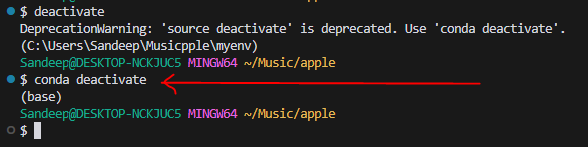 $ deactivate
DeprecationWarning: 'source deactivate' is deprecated. Use 'conda deactivate'.
(C:\Users\Sandeep\Musicpple\myenv)
Sandeep@DESKTOP-NCKJUC5 MINGW64 ~/Music/apple
$ conda deactivate
(base)
Sandeep@DESKTOP-NCKJUC5 MINGW64 ~/Music/apple
$